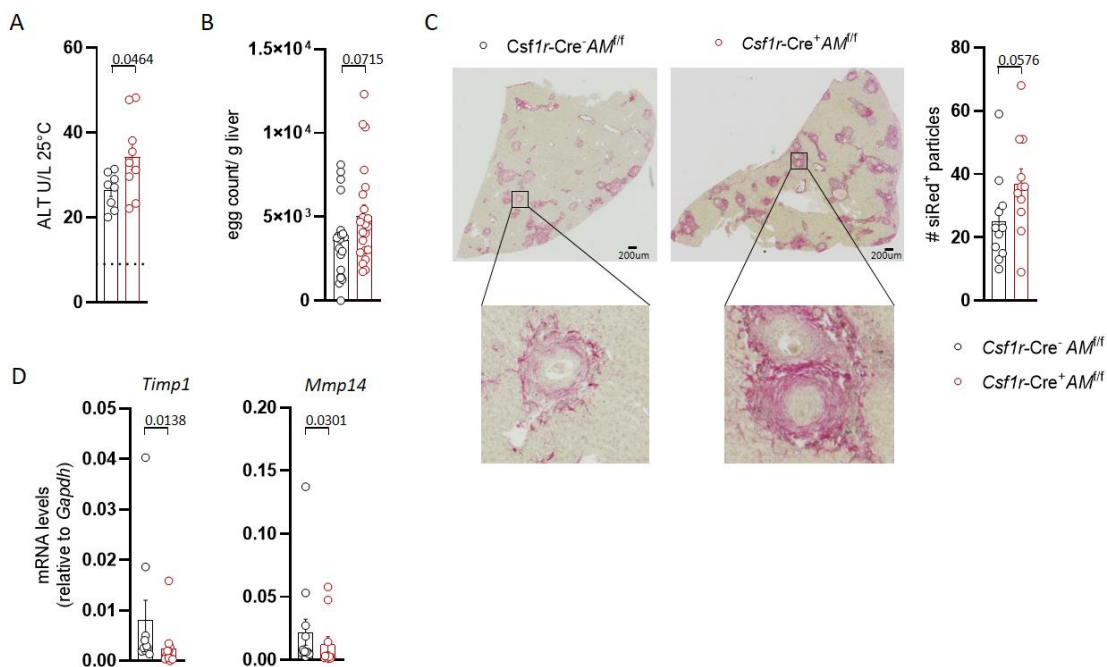 A
ALT U/L 25°C
60
40
20
0
0.0464
B
egg count/ g liver
1.5×10⁴
1×10⁴
5×10³
0
0.0715
C
Csf1r-Cre⁻AMᶠ/ᶠ
Csf1r-Cre⁺AMᶠ/ᶠ
200um
200um
# siRed⁺ particles
80
60
40
20
0
0.0576
Csf1r-Cre⁻ AMᶠ/ᶠ
Csf1r-Cre⁺AMᶠ/ᶠ
D
mRNA levels
(relative to Gapdh)
Timp1
0.05
0.04
0.03
0.02
0.01
0.00
0.0138
Mmp14
0.20
0.15
0.10
0.05
0.00
0.0301